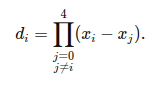 $$d_i = \prod_{\substack{j=0 \\ j \neq i}}^{4} (x_i - x_j).$$